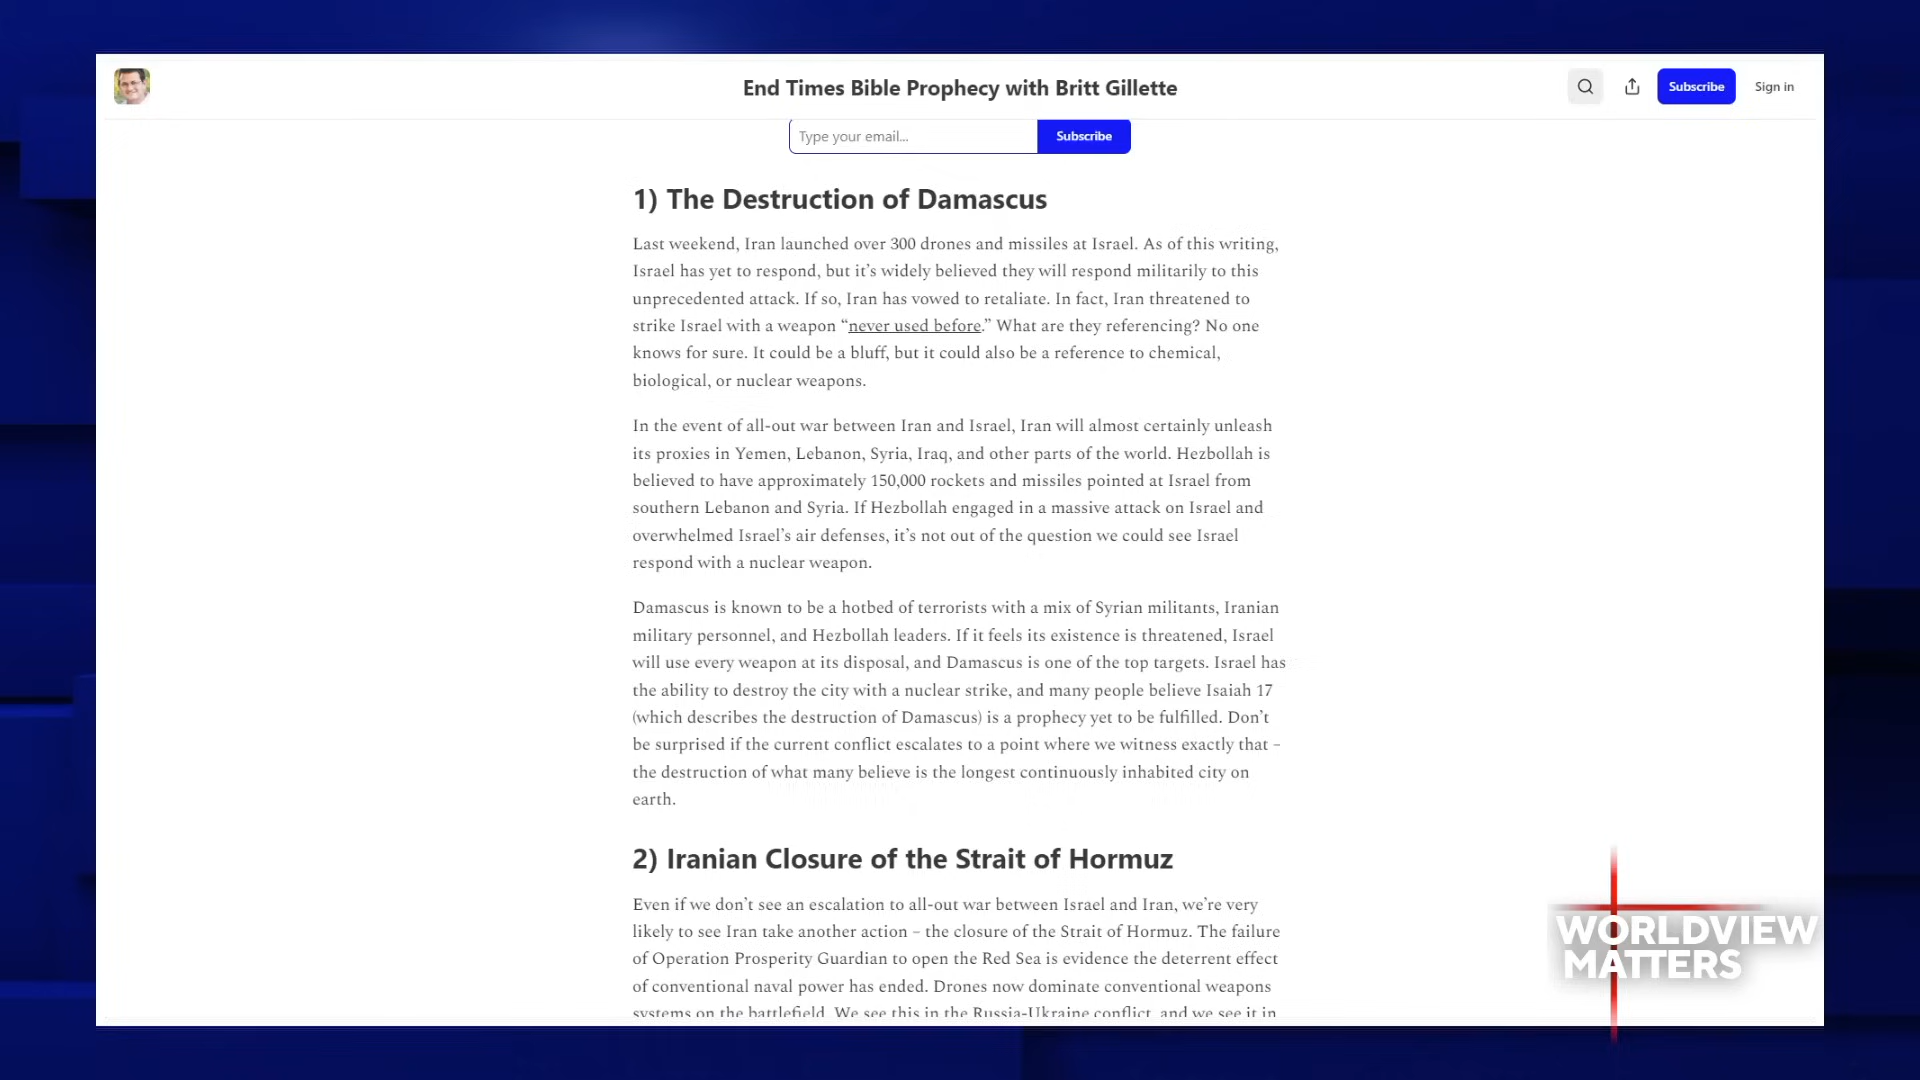 End Times Bible Prophecy with Britt Gillette
Subscribe
Sign in
Type your email...
Subscribe
1) The Destruction of Damascus
Last weekend, Iran launched over 300 drones and missiles at Israel. As of this writing,
Israel has yet to respond, but it’s widely believed they will respond militarily to this
unprecedented attack. If so, Iran has vowed to retaliate. In fact, Iran threatened to
strike Israel with a weapon “never used before.” What are they referencing? No one
knows for sure. It could be a bluff, but it could also be a reference to chemical,
biological, or nuclear weapons.
In the event of all-out war between Iran and Israel, Iran will almost certainly unleash
its proxies in Yemen, Lebanon, Syria, Iraq, and other parts of the world. Hezbollah is
believed to have approximately 150,000 rockets and missiles pointed at Israel from
southern Lebanon and Syria. If Hezbollah engaged in a massive attack on Israel and
overwhelmed Israel’s air defenses, it’s not out of the question we could see Israel
respond with a nuclear weapon.
Damascus is known to be a hotbed of terrorists with a mix of Syrian militants, Iranian
military personnel, and Hezbollah leaders. If it feels its existence is threatened, Israel
will use every weapon at its disposal, and Damascus is one of the top targets. Israel has
the ability to destroy the city with a nuclear strike, and many people believe Isaiah 17
(which describes the destruction of Damascus) is a prophecy yet to be fulfilled. Don’t
be surprised if the current conflict escalates to a point where we witness exactly that –
the destruction of what many believe is the longest continuously inhabited city on
earth.
2) Iranian Closure of the Strait of Hormuz
Even if we don’t see an escalation to all-out war between Israel and Iran, we’re very
likely to see Iran take another action – the closure of the Strait of Hormuz. The failure
of Operation Prosperity Guardian to open the Red Sea is evidence the deterrent effect
of conventional naval power has ended. Drones now dominate conventional weapons
systems on the battlefield. We see this in the Russia-Ukraine conflict, and we see it in
WORLDVIEW
MATTERS